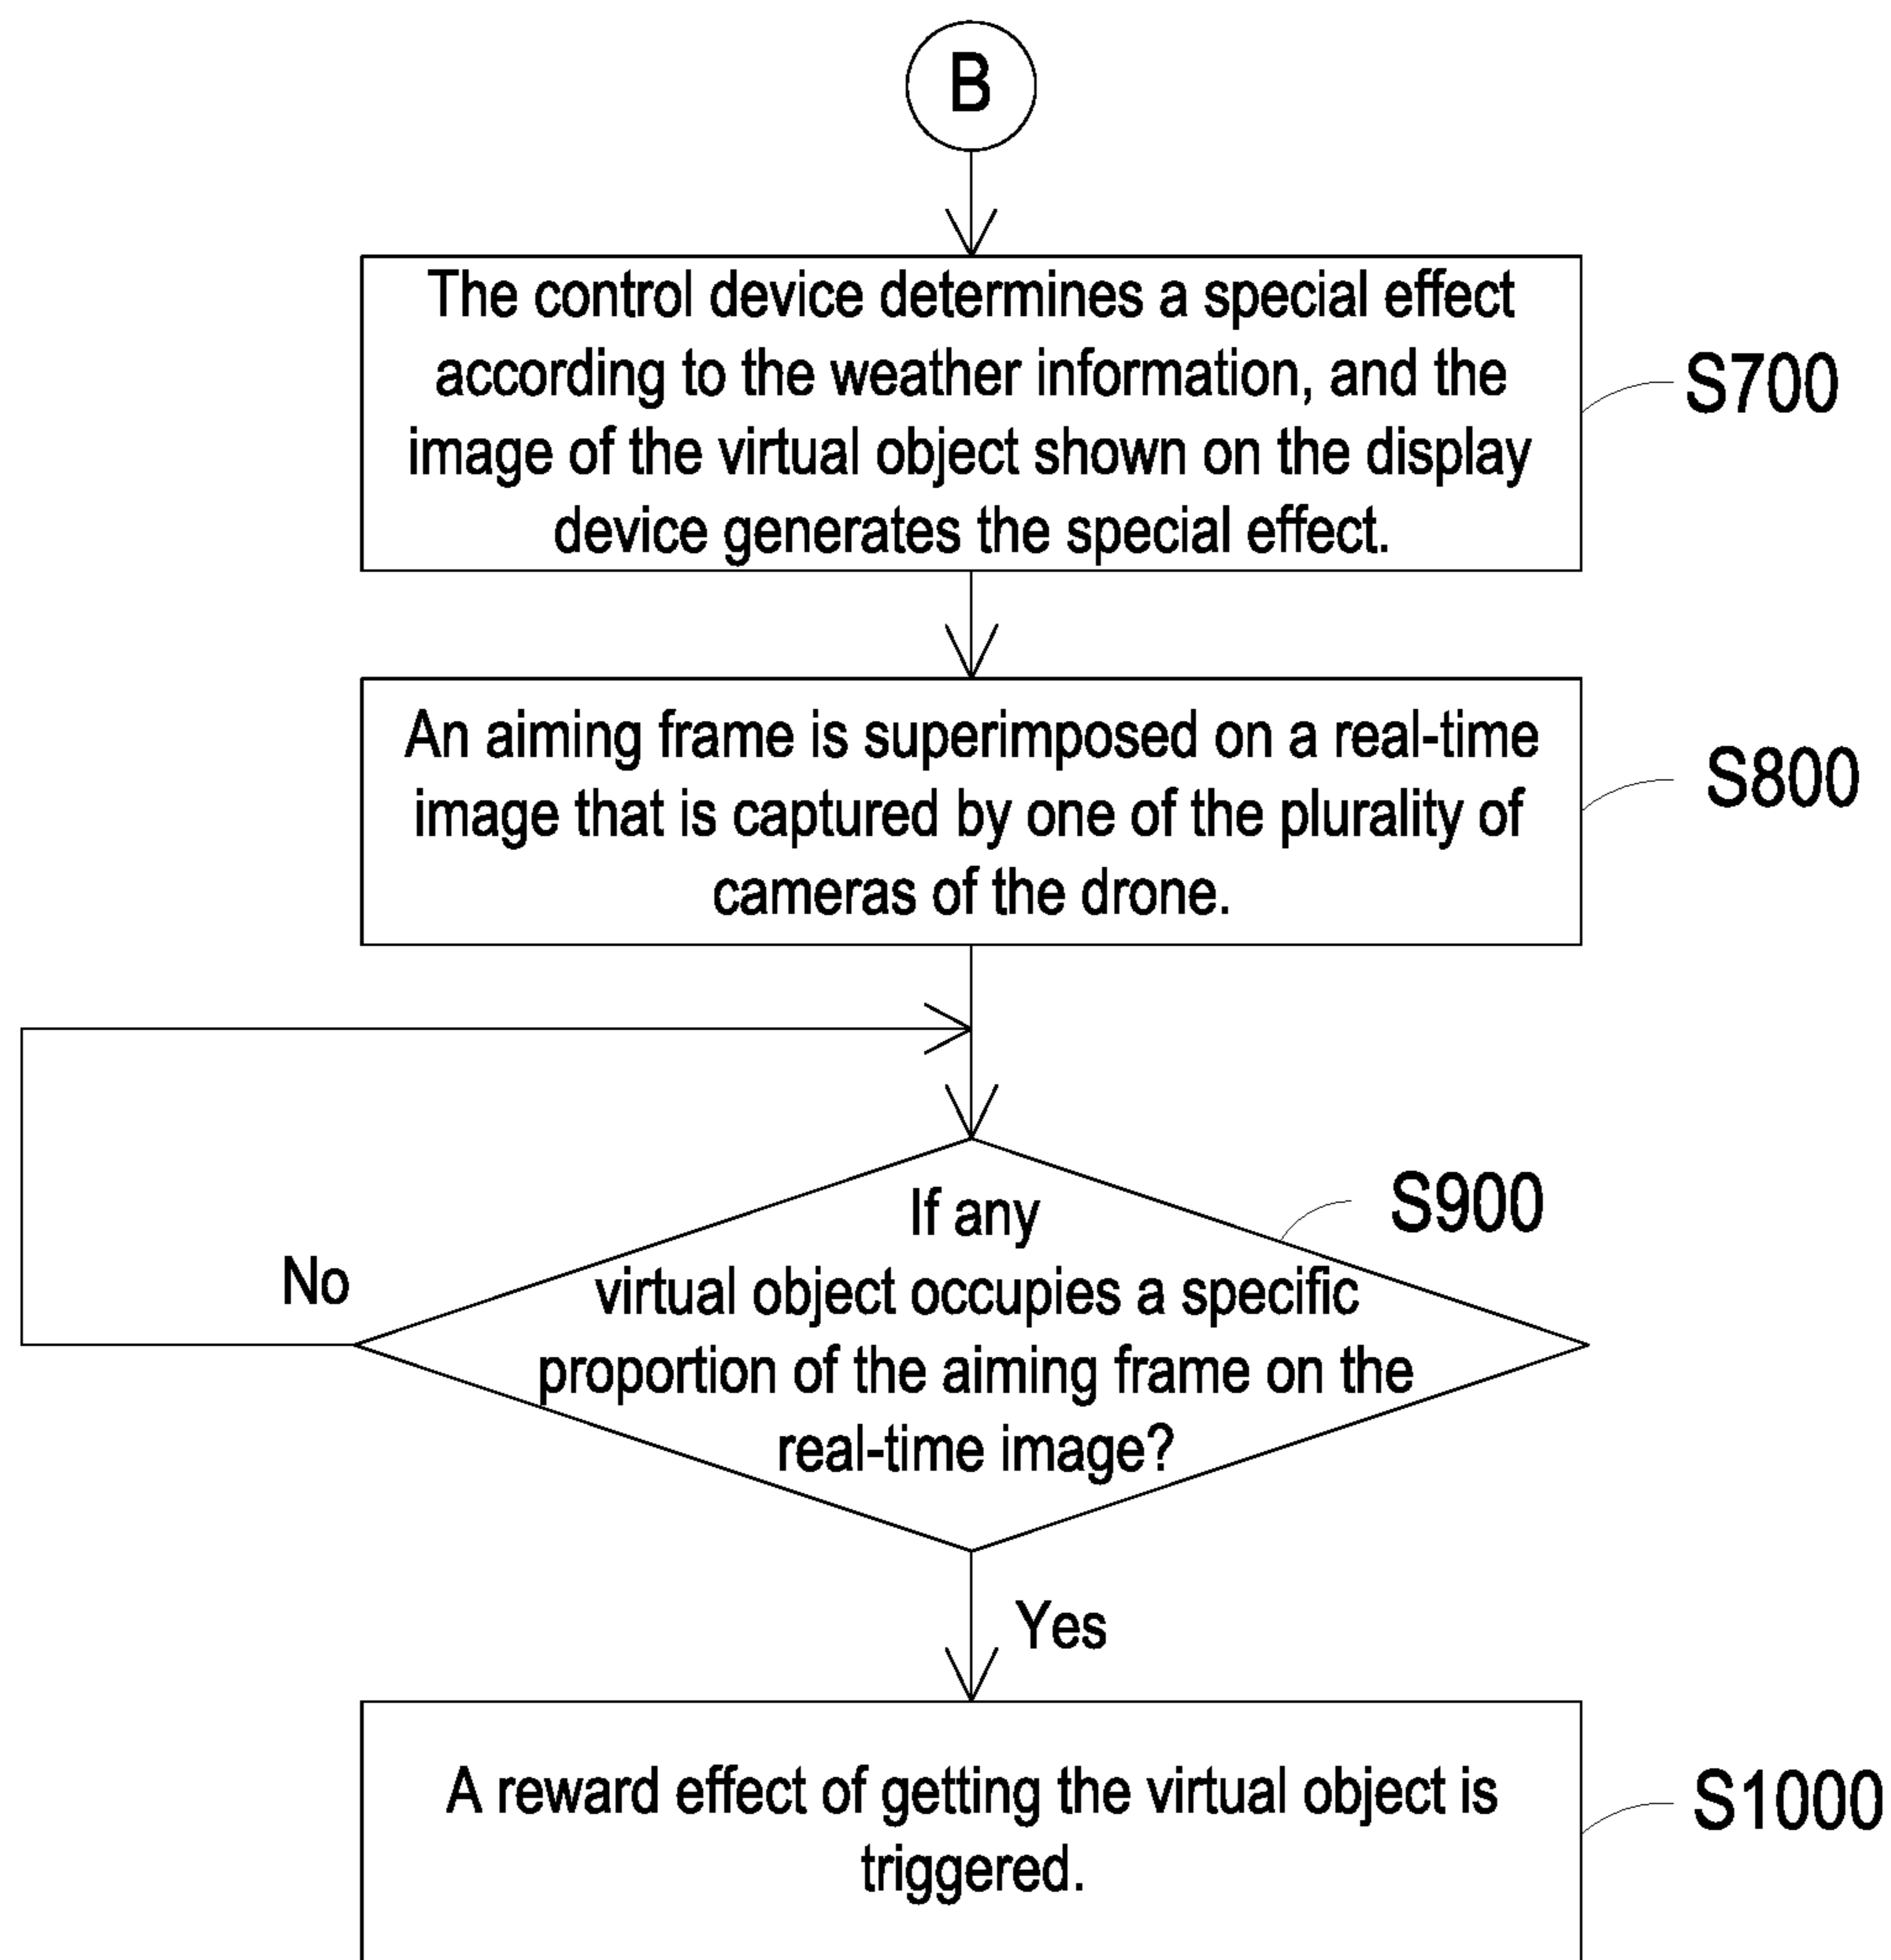 B
The control device determines a special effect
according to the weather information, and the
image of the virtual object shown on the display
device generates the special effect.
S700
An aiming frame is superimposed on a real-time
image that is captured by one of the plurality of
cameras of the drone.
S800
If any
virtual object occupies a specific
proportion of the aiming frame on the
real-time image?
S900
No
Yes
A reward effect of getting the virtual object is
triggered.
S1000